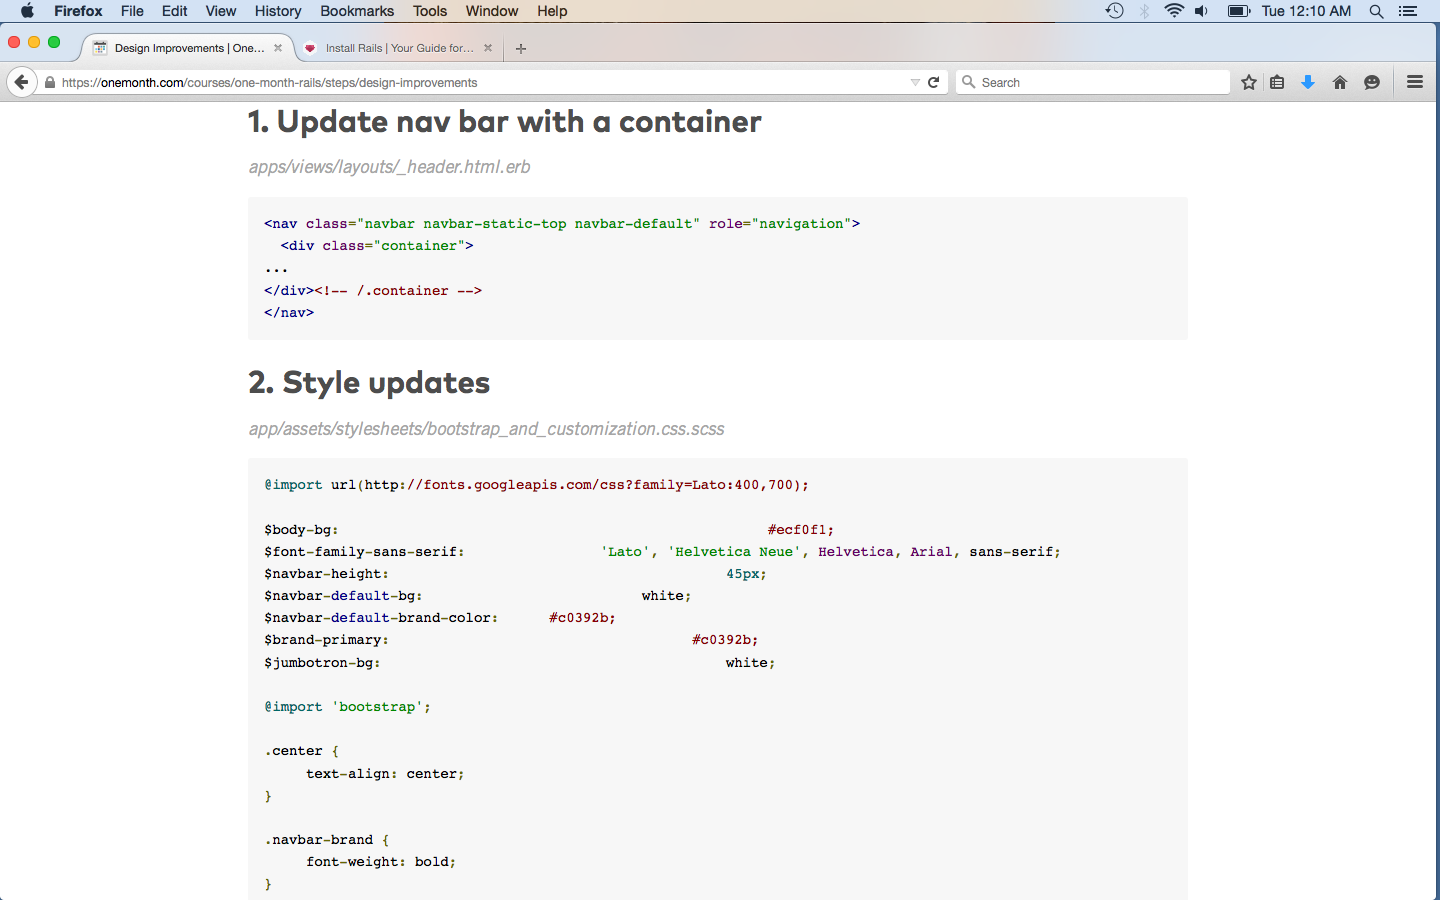 Firefox File Edit View History Bookmarks Tools Window Help Tue 12:10 AM
Design Improvements | One... Install Rails | Your Guide for...
https://onemonth.com/courses/one-month-rails/steps/design-improvements Search
1. Update nav bar with a container
apps/views/layouts/_header.html.erb
<nav class="navbar navbar-static-top navbar-default" role="navigation">
<div class="container">
...
</div><!-- /.container -->
</nav>
2. Style updates
app/assets/stylesheets/bootstrap_and_customization.css.scss
@import url(http://fonts.googleapis.com/css?family=Lato:400,700);
$body-bg: #ecf0f1;
$font-family-sans-serif: 'Lato', 'Helvetica Neue', Helvetica, Arial, sans-serif;
$navbar-height: 45px;
$navbar-default-bg: white;
$navbar-default-brand-color: #c0392b;
$brand-primary: #c0392b;
$jumbotron-bg: white;
@import 'bootstrap';
.center {
text-align: center;
}
.navbar-brand {
font-weight: bold;
}